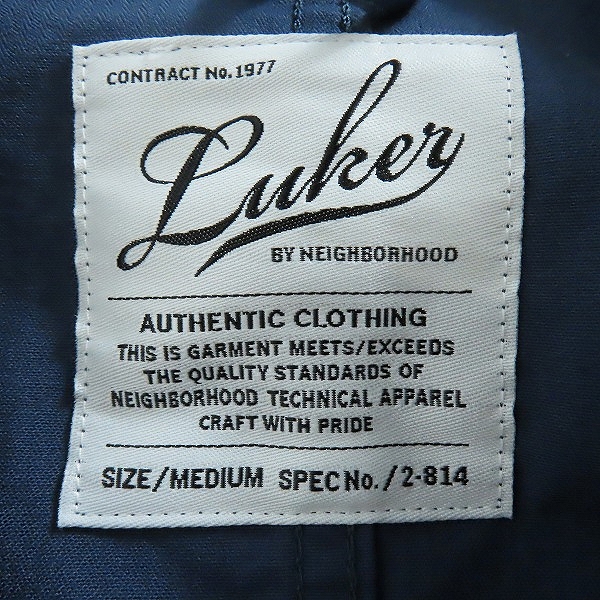 CONTRACT No. 1977
Luker
BY NEIGHBORHOOD
AUTHENTIC CLOTHING
THIS IS GARMENT MEETS/EXCEEDS
THE QUALITY STANDARDS OF
NEIGHBORHOOD TECHNICAL APPAREL
CRAFT WITH PRIDE
SIZE/MEDIUM SPEC No./2-814